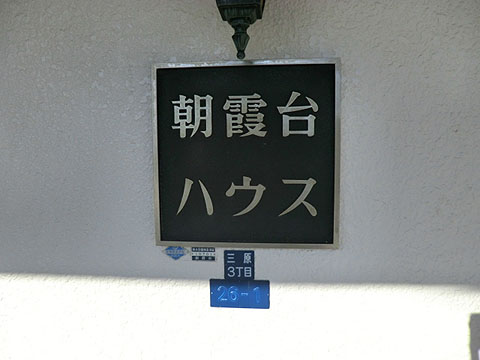 朝霞台
ハウス
三原
3丁目
26-1